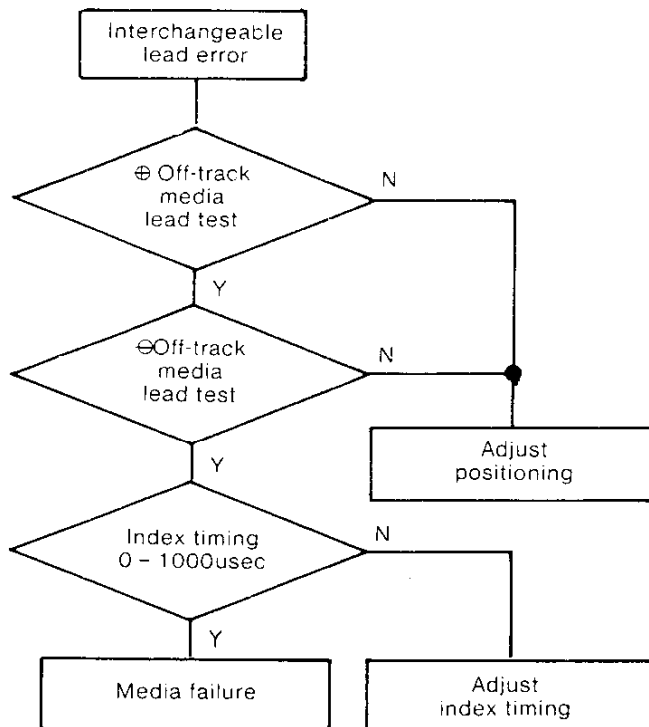 Interchangeable
lead error
⊕ Off-track
media
lead test
N
Y
⊖Off-track
media
lead test
N
Y
Adjust
positioning
Index timing
0 – 1000usec
N
Y
Media failure
Adjust
index timing